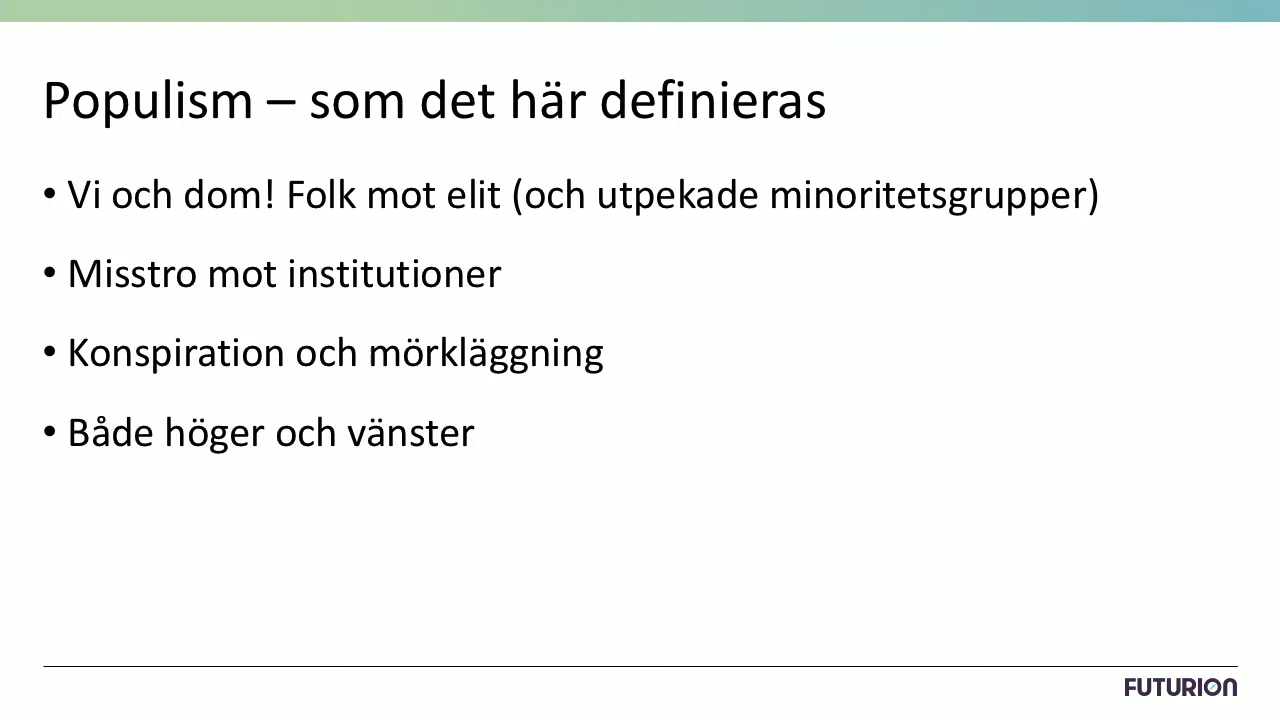 Populism – som det här definieras
• Vi och dom! Folk mot elit (och utpekade minoritetsgrupper)
• Misstro mot institutioner
• Konspiration och mörkläggning
• Både höger och vänster
FUTURION